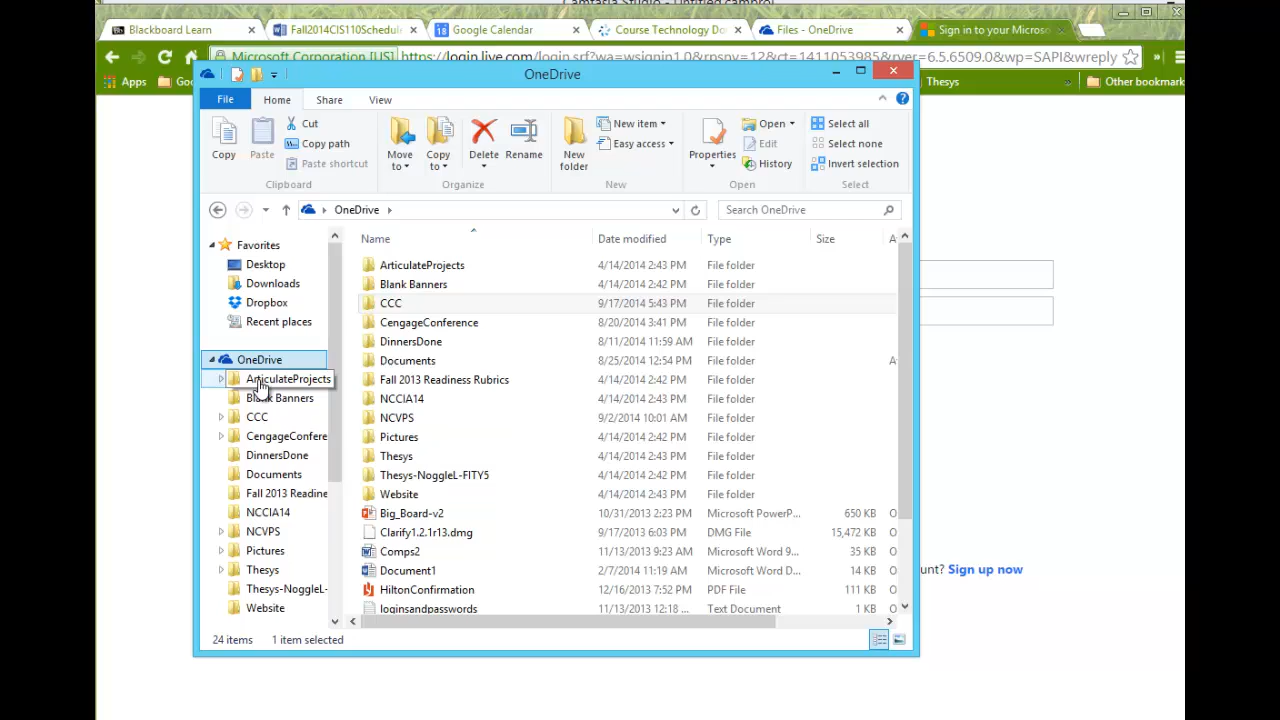 Camtasia Studio - Untitled.camproj
Blackboard Learn
Fall2014CIS110Schedul
18 Google Calendar
Course Technology Do
Files - OneDrive
Sign in to your Microso
Microsoft Corporation [US]
https://login.live.com/login.srf?wa=wsignin1.0&rpsnv=12&ct=1411053985&rver=6.5.6509.0&wp=SAPI&wreply
Apps
Goo
Thesys
»
Other bookmark
OneDrive
File
Home
Share
View
Copy
Paste
Cut
Copy path
Paste shortcut
Clipboard
Move to
Copy to
Delete
Rename
Organize
New folder
New item
Easy access
New
Properties
Open
Edit
History
Open
Select all
Select none
Invert selection
Select
OneDrive
Search OneDrive
Favorites
Desktop
Downloads
Dropbox
Recent places
OneDrive
ArticulateProjects
Blank Banners
CCC
CengageConfere
DinnersDone
Documents
Fall 2013 Readine
NCCIA14
NCVPS
Pictures
Thesys
Thesys-NoggleL-
Website
Name Date modified Type Size A
ArticulateProjects 4/14/2014 2:43 PM File folder
Blank Banners 4/14/2014 2:42 PM File folder
CCC 9/17/2014 5:43 PM File folder
CengageConference 8/20/2014 3:41 PM File folder
DinnersDone 8/11/2014 11:59 AM File folder
Documents 8/25/2014 12:54 PM File folder A
Fall 2013 Readiness Rubrics 4/14/2014 2:42 PM File folder
NCCIA14 4/14/2014 2:43 PM File folder
NCVPS 9/2/2014 10:01 AM File folder
Pictures 4/14/2014 2:42 PM File folder
Thesys 4/14/2014 2:43 PM File folder
Thesys-NoggleL-FITY5 4/14/2014 2:42 PM File folder
Website 4/14/2014 2:43 PM File folder
Big_Board-v2 10/31/2013 2:23 PM Microsoft PowerP... 650 KB O
Clarify1.2.1r13.dmg 9/17/2013 6:03 PM DMG File 15,472 KB O
Comps2 11/13/2013 9:23 AM Microsoft Word 9... 35 KB O
Document1 2/7/2014 11:19 AM Microsoft Word D... 14 KB O
HiltonConfirmation 12/16/2013 7:52 PM PDF File 111 KB O
loginsandpasswords 11/13/2013 12:18 ... Text Document 1 KB O
24 items
1 item selected
unt? Sign up now